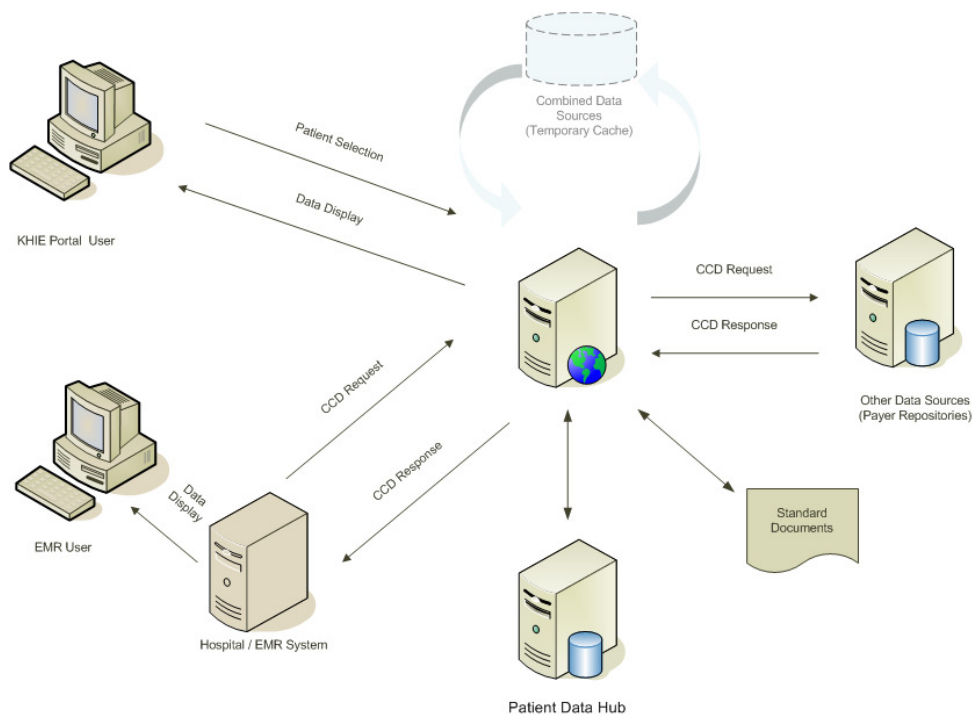 Combined Data
Sources
(Temporary Cache)
Patient Selection
Data Display
KHIE Portal  User
CCD Request
CCD Response
Other Data Sources
(Payer Repositories)
CCD Request
CCD Response
Data
Display
EMR User
Hospital / EMR System
Standard
Documents
Patient Data Hub